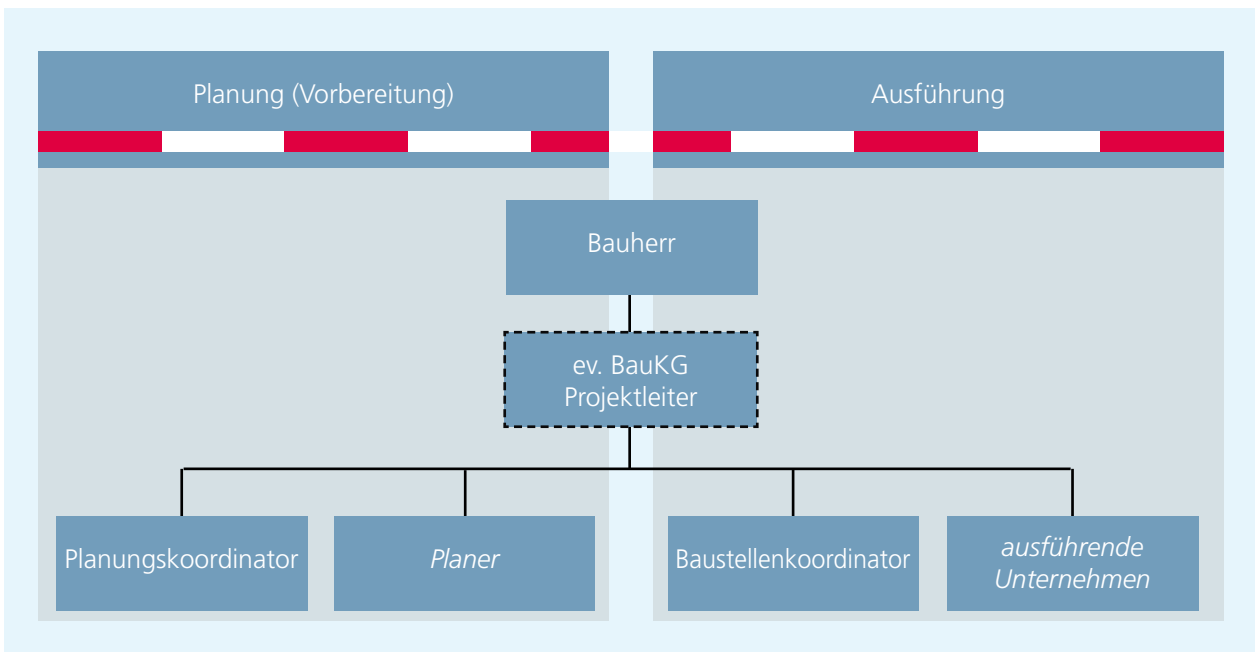 Planung (Vorbereitung)
Ausführung
Bauherr
ev. BauKG
Projektleiter
Planungskoordinator
Planer
Baustellenkoordinator
ausführende
Unternehmen